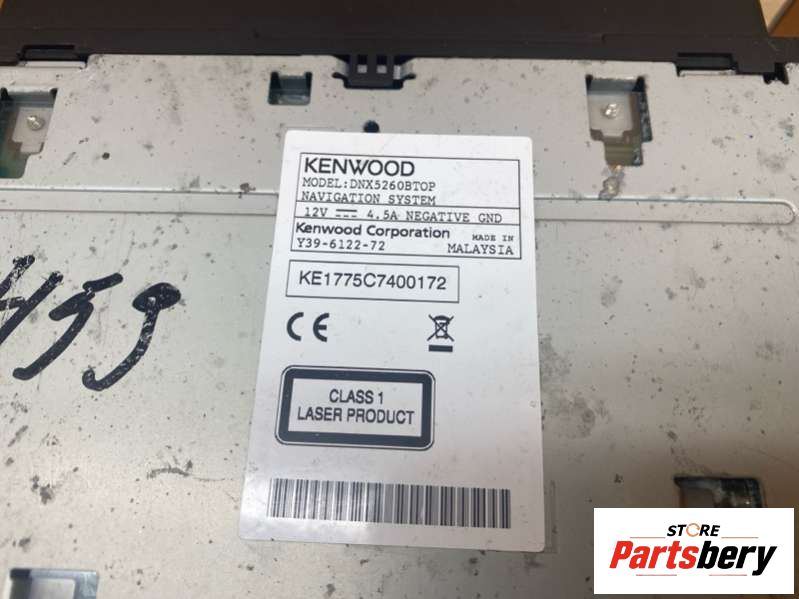 KENWOOD
MODEL:DNX5260BTOP
NAVIGATION SYSTEM
12V 4.5A NEGATIVE GND
Kenwood Corporation MADE IN
Y39-6122-72 MALAYSIA
KE1775C7400172
CE
CLASS 1
LASER PRODUCT
459
STORE
Partsbery